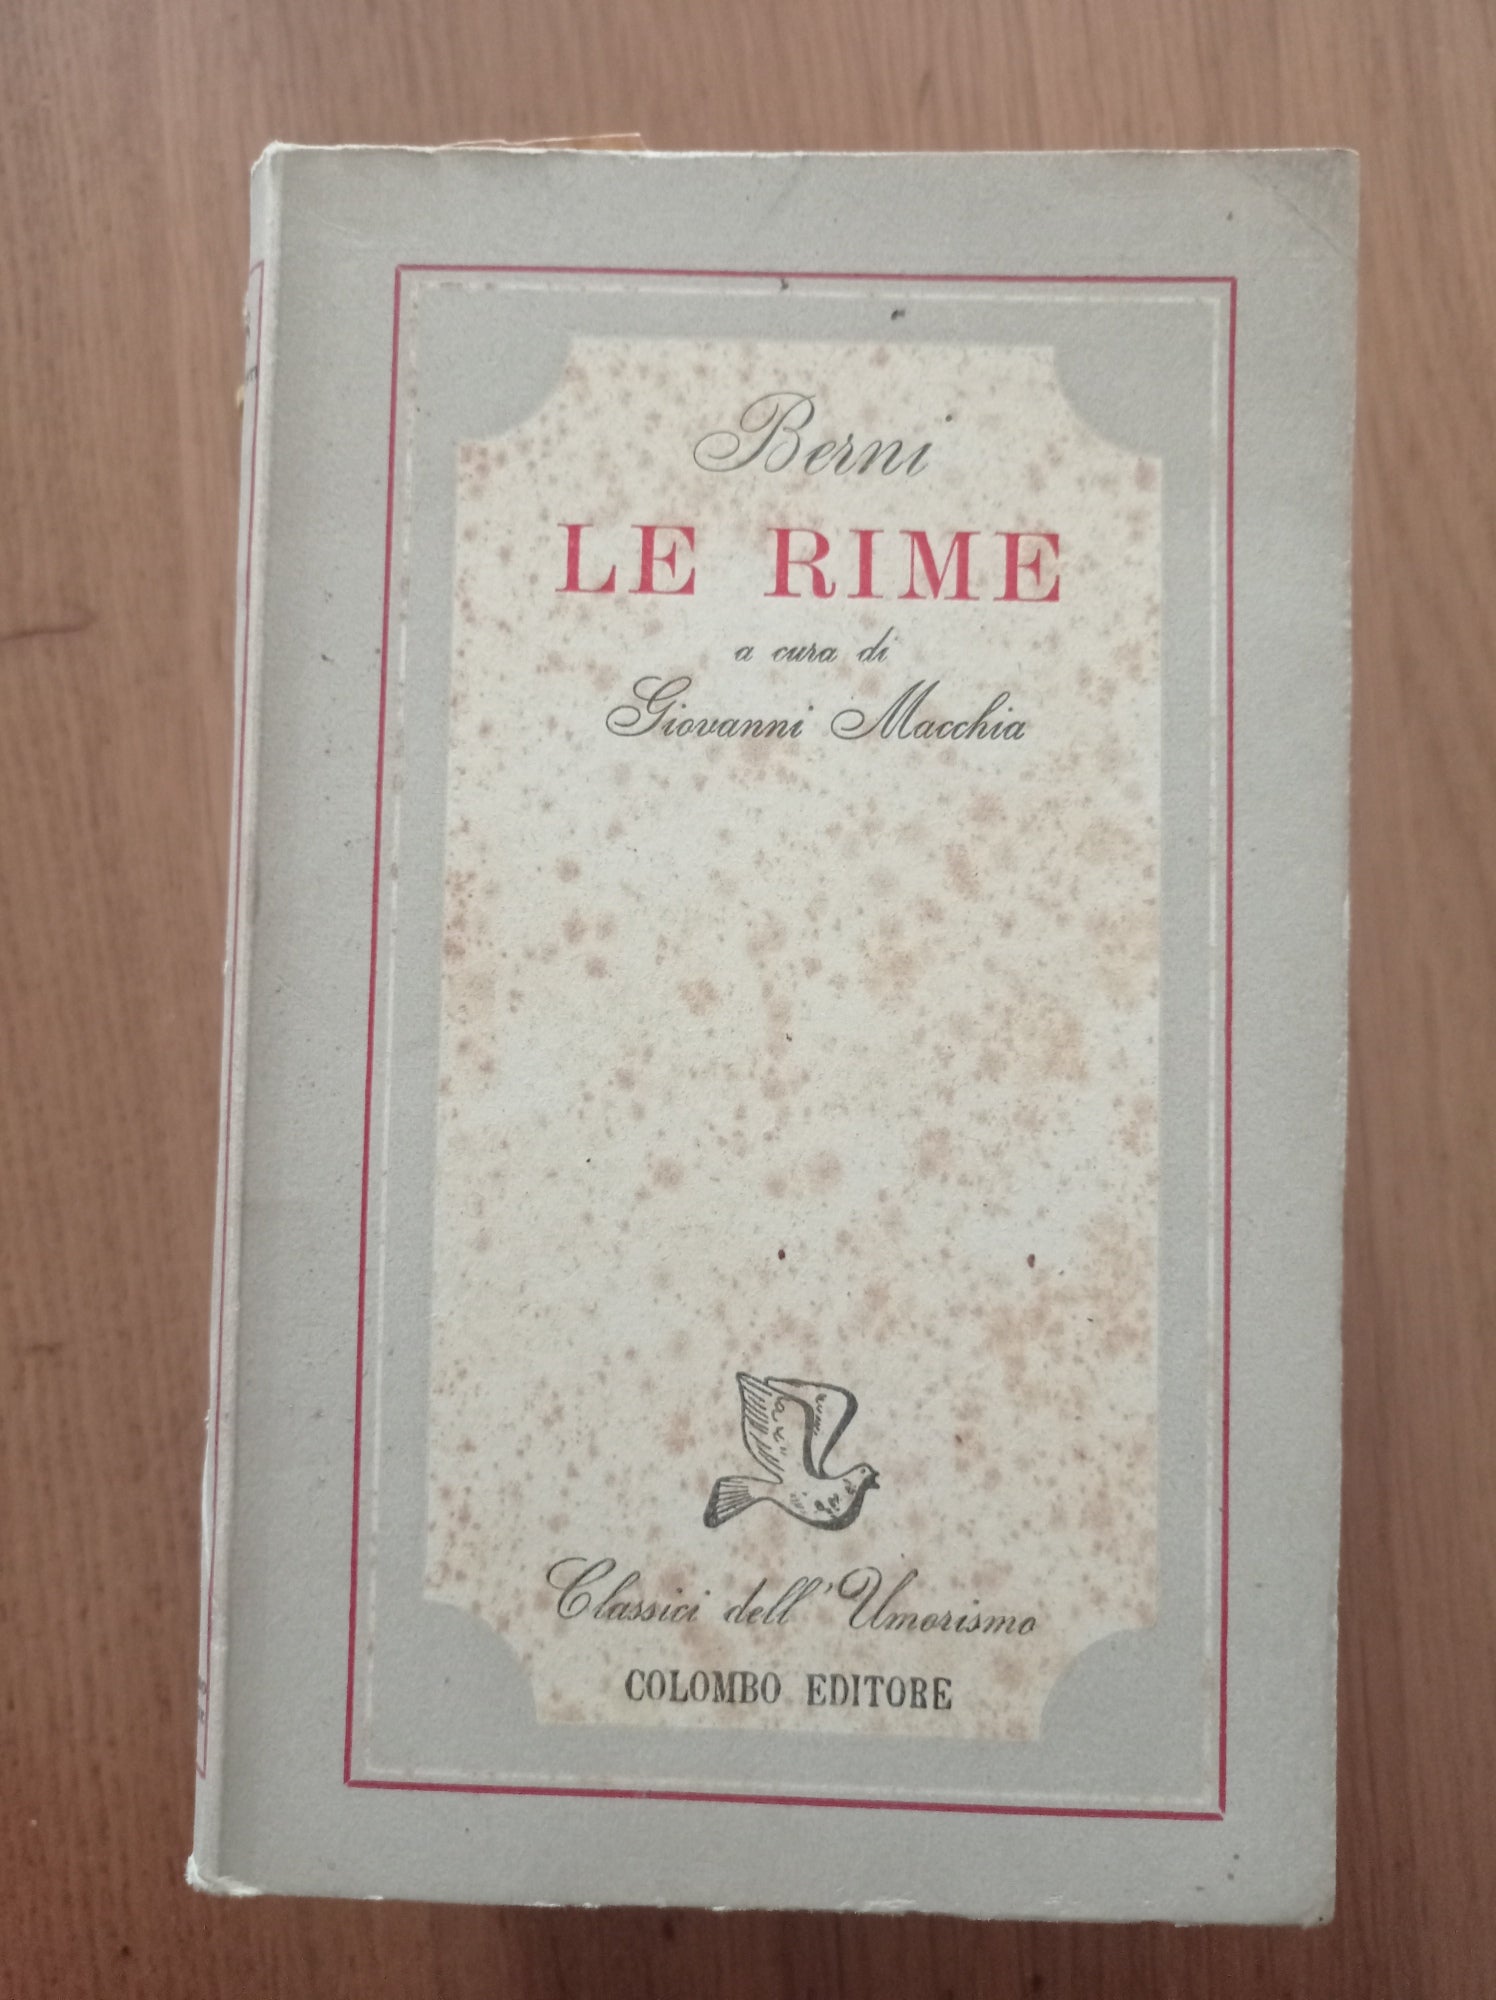 Berni
LE RIME
a cura di
Giovanni Macchia
Classici dell'Umorismo
COLOMBO EDITORE